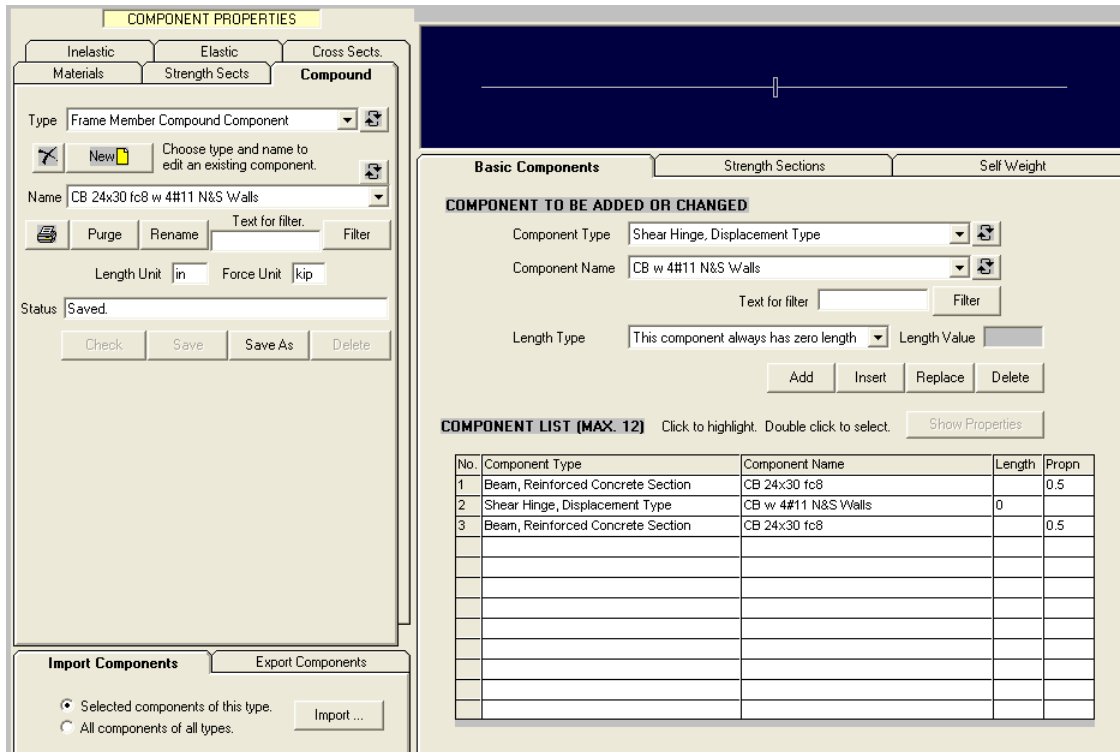 COMPONENT PROPERTIES
Inelastic Elastic Cross Sects.
Materials Strength Sects Compound
Type Frame Member Compound Component
New Choose type and name to
edit an existing component.
Name CB 24x30 fc8 w 4#11 N&S Walls
Text for filter.
Purge Rename Filter
Length Unit in Force Unit kip
Status Saved.
Check Save Save As Delete
Import Components Export Components
Selected components of this type.
All components of all types.
Import ...
Basic Components Strength Sections Self Weight
COMPONENT TO BE ADDED OR CHANGED
Component Type Shear Hinge, Displacement Type
Component Name CB w 4#11 N&S Walls
Text for filter Filter
Length Type This component always has zero length Length Value
Add Insert Replace Delete
COMPONENT LIST (MAX. 12) Click to highlight. Double click to select. Show Properties
No. Component Type Component Name Length Propn
1 Beam, Reinforced Concrete Section CB 24x30 fc8 0.5
2 Shear Hinge, Displacement Type CB w 4#11 N&S Walls 0
3 Beam, Reinforced Concrete Section CB 24x30 fc8 0.5